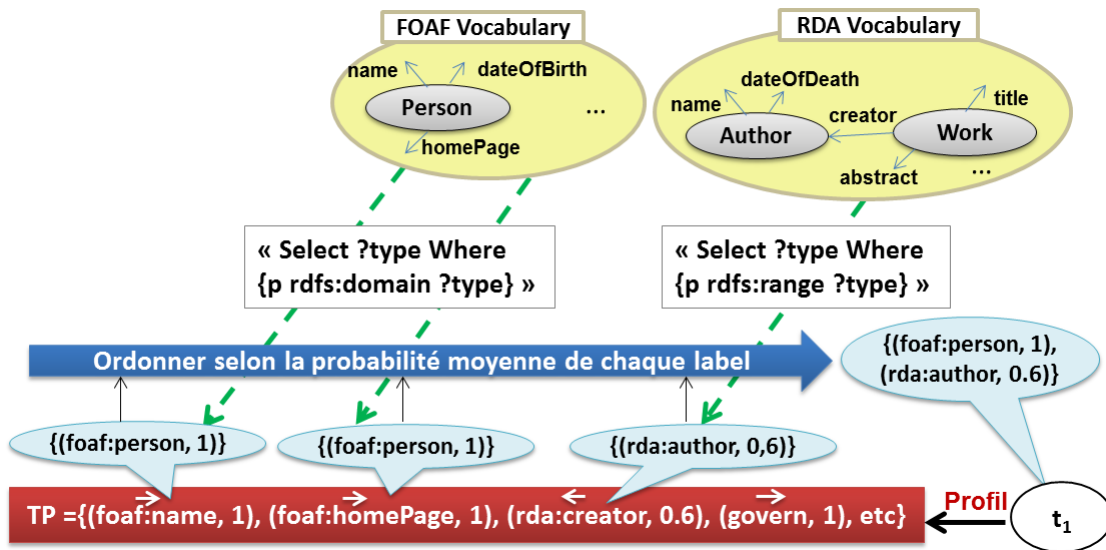 FOAF Vocabulary
name
dateOfBirth
Person
...
homePage
RDA Vocabulary
dateOfDeath
title
name
creator
Author
Work
abstract
...
« Select ?type Where
{p rdfs:domain ?type} »
« Select ?type Where
{p rdfs:range ?type} »
Ordonner selon la probabilité moyenne de chaque label
{(foaf:person, 1),
(rda:author, 0.6)}
{(foaf:person, 1)}
{(foaf:person, 1)}
{(rda:author, 0,6)}
TP ={(foaf:name, 1), (foaf:homePage, 1), (rda:creator, 0.6), (govern, 1), etc}
Profil
t1